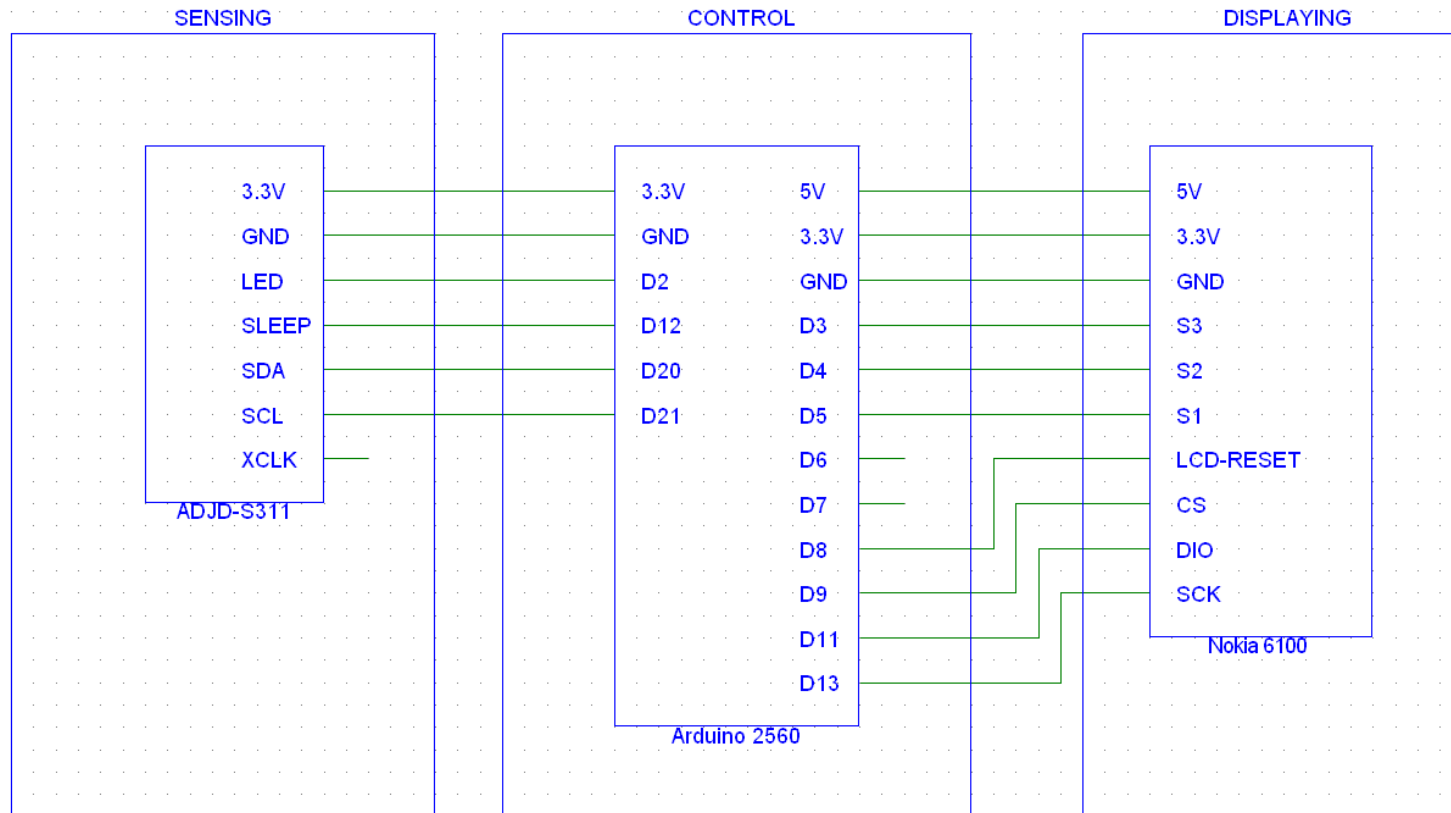 SENSING
3.3V
GND
LED
SLEEP
SDA
SCL
XCLK
ADJD-S311
CONTROL
3.3V
GND
D2
D12
D20
D21
5V
3.3V
GND
D3
D4
D5
D6
D7
D8
D9
D11
D13
Arduino 2560
DISPLAYING
5V
3.3V
GND
S3
S2
S1
LCD-RESET
CS
DIO
SCK
Nokia 6100